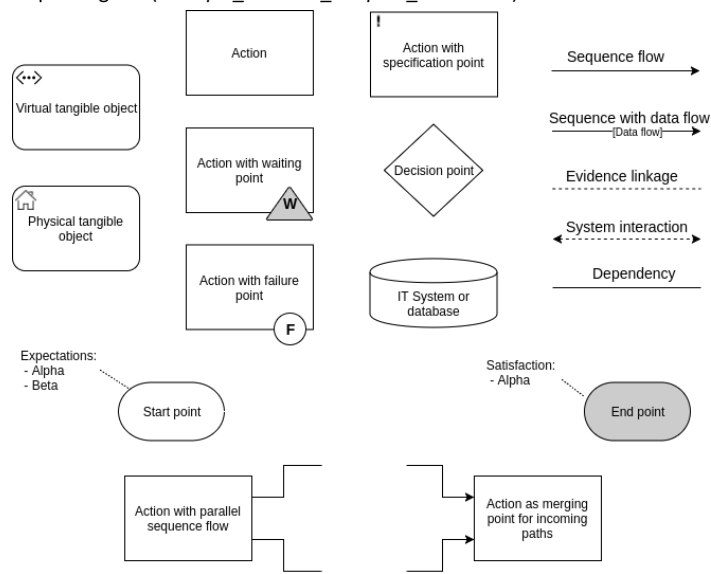 Action
!
Action with
specification point
Sequence flow
Virtual tangible object
Sequence with data flow
[Data flow]
Action with waiting
point
W
Decision point
Evidence linkage
Physical tangible
object
System interaction
Action with failure
point
F
IT System or
database
Dependency
Expectations:
- Alpha
- Beta
Start point
Satisfaction:
- Alpha
End point
Action with parallel
sequence flow
Action as merging
point for incoming
paths